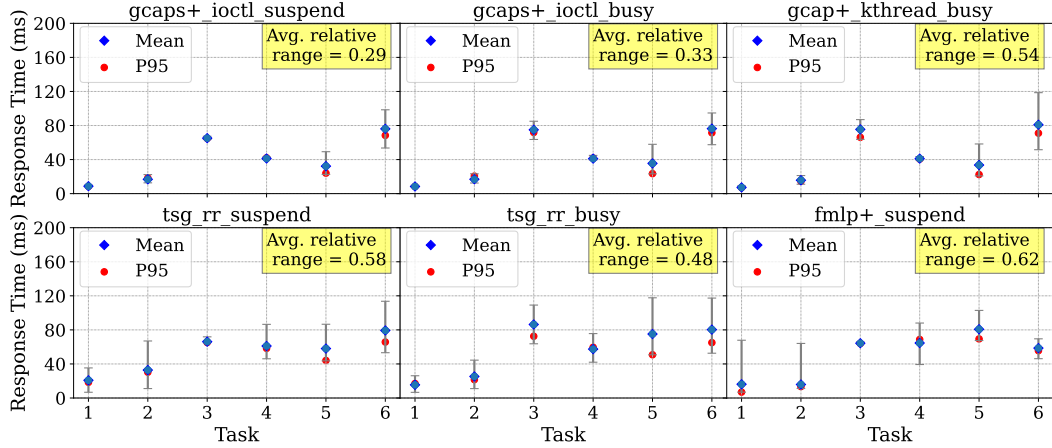 gcaps+_ioctl_suspend
gcaps+_ioctl_busy
gcap+_kthread_busy
Response Time (ms)
200
160
120
80
40
0
Mean
P95
Avg. relative
range = 0.29
Mean
P95
Avg. relative
range = 0.33
Mean
P95
Avg. relative
range = 0.54
tsg_rr_suspend
tsg_rr_busy
fmlp+_suspend
Response Time (ms)
200
160
120
80
40
0
Mean
P95
Avg. relative
range = 0.58
Mean
P95
Avg. relative
range = 0.48
Mean
P95
Avg. relative
range = 0.62
1 2 3 4 5 6
1 2 3 4 5 6
1 2 3 4 5 6
Task
Task
Task